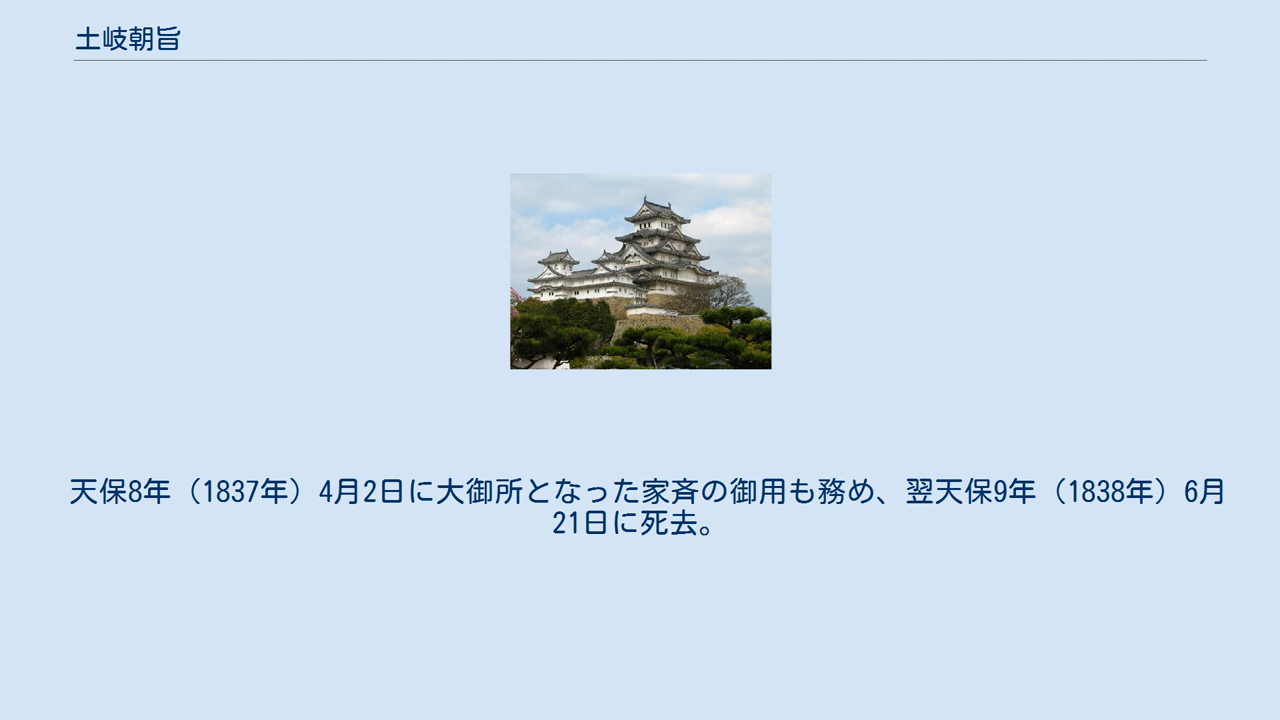 土岐朝旨
天保8年（1837年）4月2日に大御所となった家斉の御用も務め、翌天保9年（1838年）6月
21日に死去。